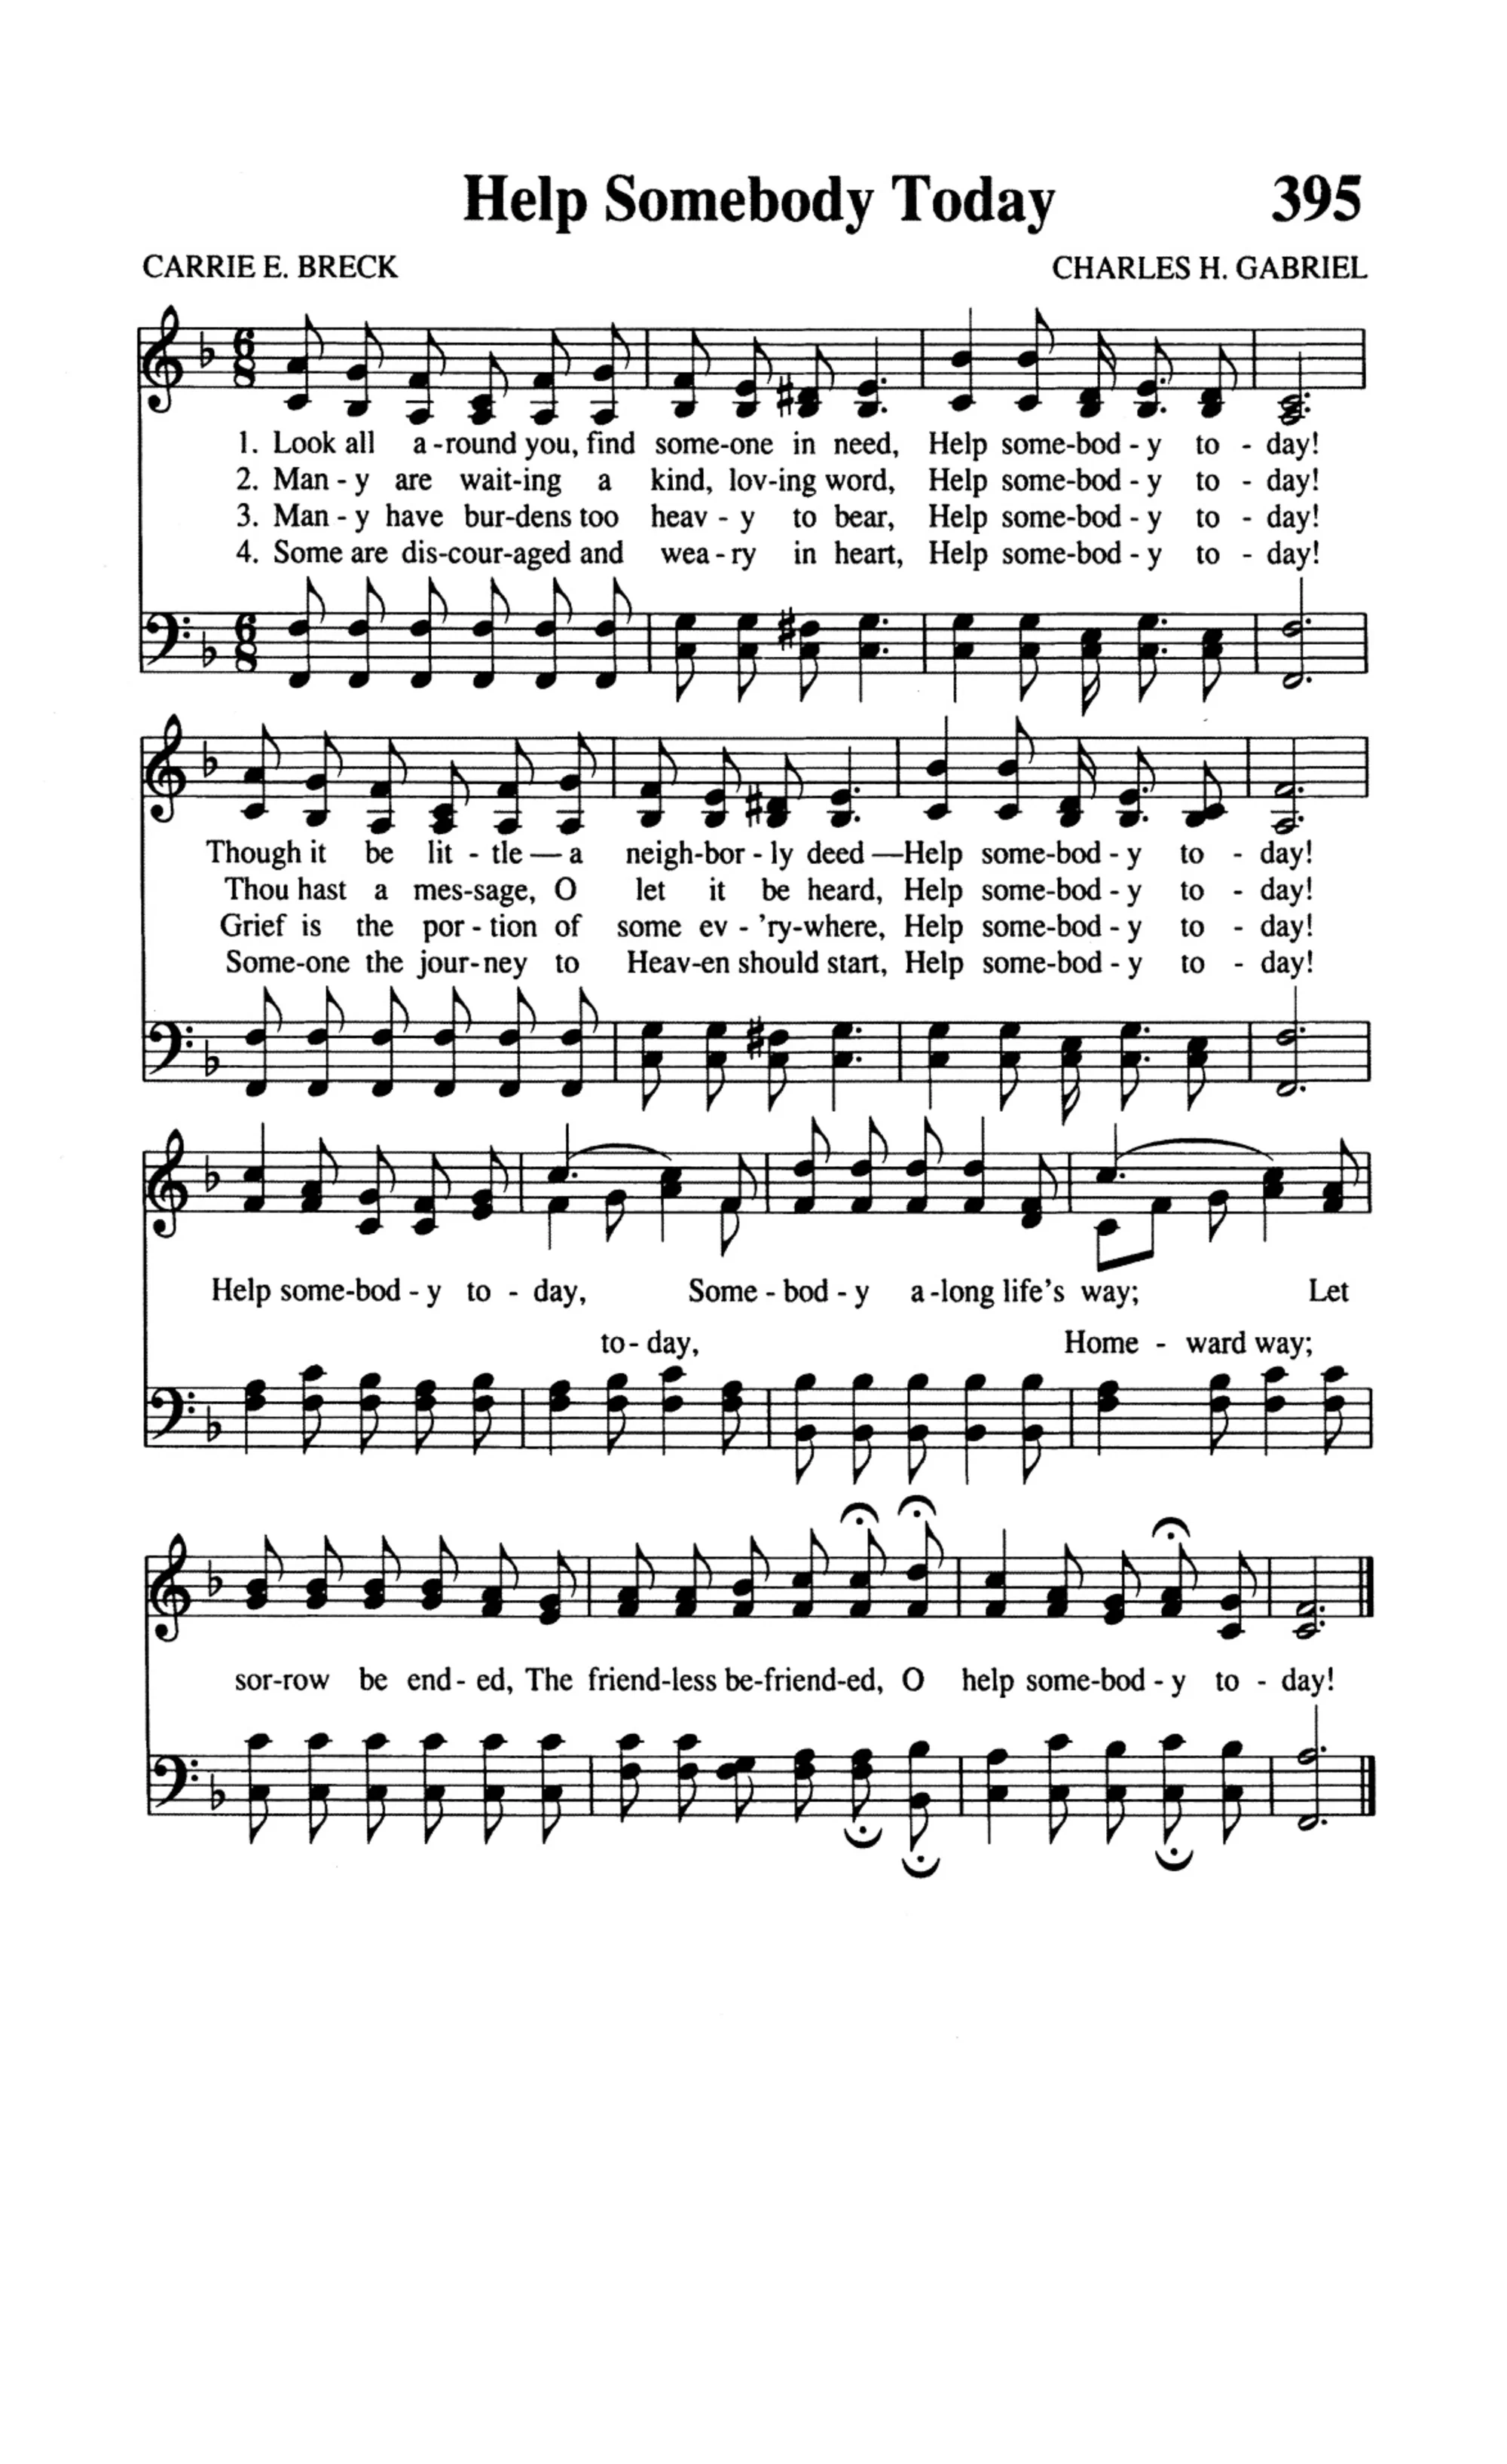 Help Somebody Today 395
CARRIE E. BRECK CHARLES H. GABRIEL
1. Look all a-round you, find some-one in need, Help some-bod-y to-day!
2. Man-y are wait-ing a kind, lov-ing word, Help some-bod-y to-day!
3. Man-y have bur-dens too heav-y to bear, Help some-bod-y to-day!
4. Some are dis-cour-aged and wea-ry in heart, Help some-bod-y to-day!
Though it be lit-tle—a neigh-bor-ly deed—Help some-bod-y to-day!
Thou hast a mes-sage, O let it be heard, Help some-bod-y to-day!
Grief is the por-tion of some ev-'ry-where, Help some-bod-y to-day!
Some-one the jour-ney to Heav-en should start, Help some-bod-y to-day!
Help some-bod-y to-day, Some-bod-y a-long life's way; Let
to-day, Home-ward way;
sor-row be end-ed, The friend-less be-friend-ed, O help some-bod-y to-day!